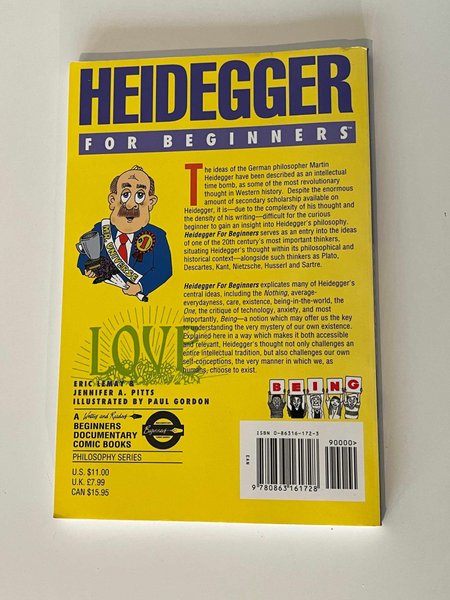 HEIDEGGER
FOR BEGINNERS™
The ideas of the German philosopher Martin
Heidegger have been described as an intellectual
time bomb, as some of the most revolutionary
thought in Western history. Despite the enormous
amount of secondary scholarship available on
Heidegger, it is—due to the complexity of his thought and
the density of his writing—difficult for the curious
beginner to gain an insight into Heidegger's philosophy.
Heidegger For Beginners serves as an entry into the ideas
of one of the 20th century's most important thinkers,
situating Heidegger's thought within its philosophical and
historical context—alongside such thinkers as Plato,
Descartes, Kant, Nietzsche, Husserl and Sartre.
Heidegger For Beginners explicates many of Heidegger's
central ideas, including the Nothing, average-
everydayness, care, existence, being-in-the-world, the
One, the critique of technology, anxiety, and most
importantly, Being—a notion which may offer us the key
to understanding the very mystery of our own existence.
Explained here in a way which makes it both accessible
and relevant, Heidegger's thought not only challenges an
entire intellectual tradition, but also challenges our own
self-conceptions, the very manner in which we, as
humans, choose to exist.
LOVE
ERIC LEMAY &
JENNIFER A. PITTS
ILLUSTRATED BY PAUL GORDON
BEING
A Writing and Readers
BEGINNERS
DOCUMENTARY
COMIC BOOKS
Beginners
PHILOSOPHY SERIES
U.S. $11.00
U.K. £7.99
CAN $15.95
ISBN 0-86316-172-3
90000>
EAN
9 780863 161728